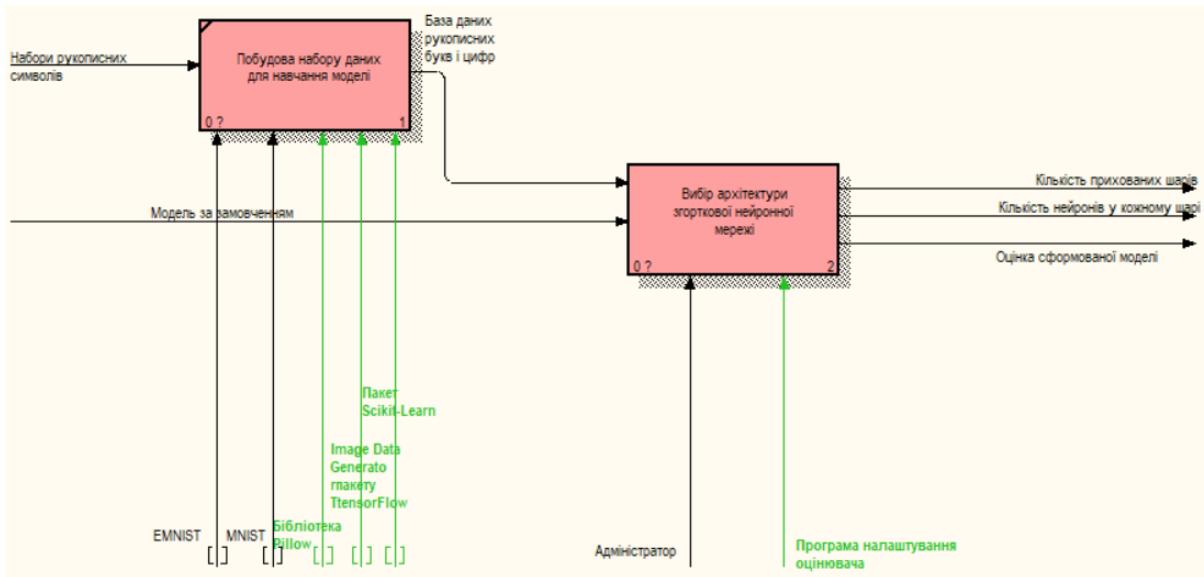 База даних
рукописних
букв і цифр
Набори рукописних
символів
Побудова набору даних
для навчання моделі
0 ?
1
Модель за замовченням
Вибір архітектури
згорткової нейронної
мережі
0 ?
2
Кількість прихованих шарів
Кількість нейронів у кожному шарі
Оцінка сформованої моделі
Пакет
Scikit-Learn
Image Data
Generato
rпакету
TtensorFlow
EMNIST
MNIST
Бібліотека
Pillow
Адміністратор
Програма налаштування
оцінювача